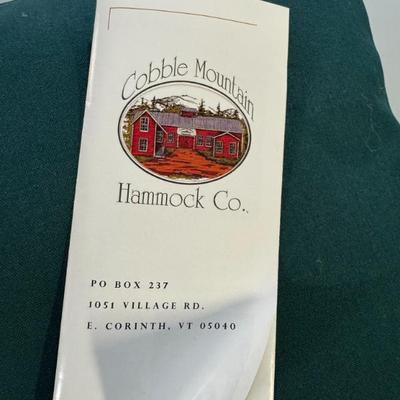 Cobble Mountain
Hammock Co.
PO BOX 237
1051 VILLAGE RD.
E. CORINTH, VT 05040